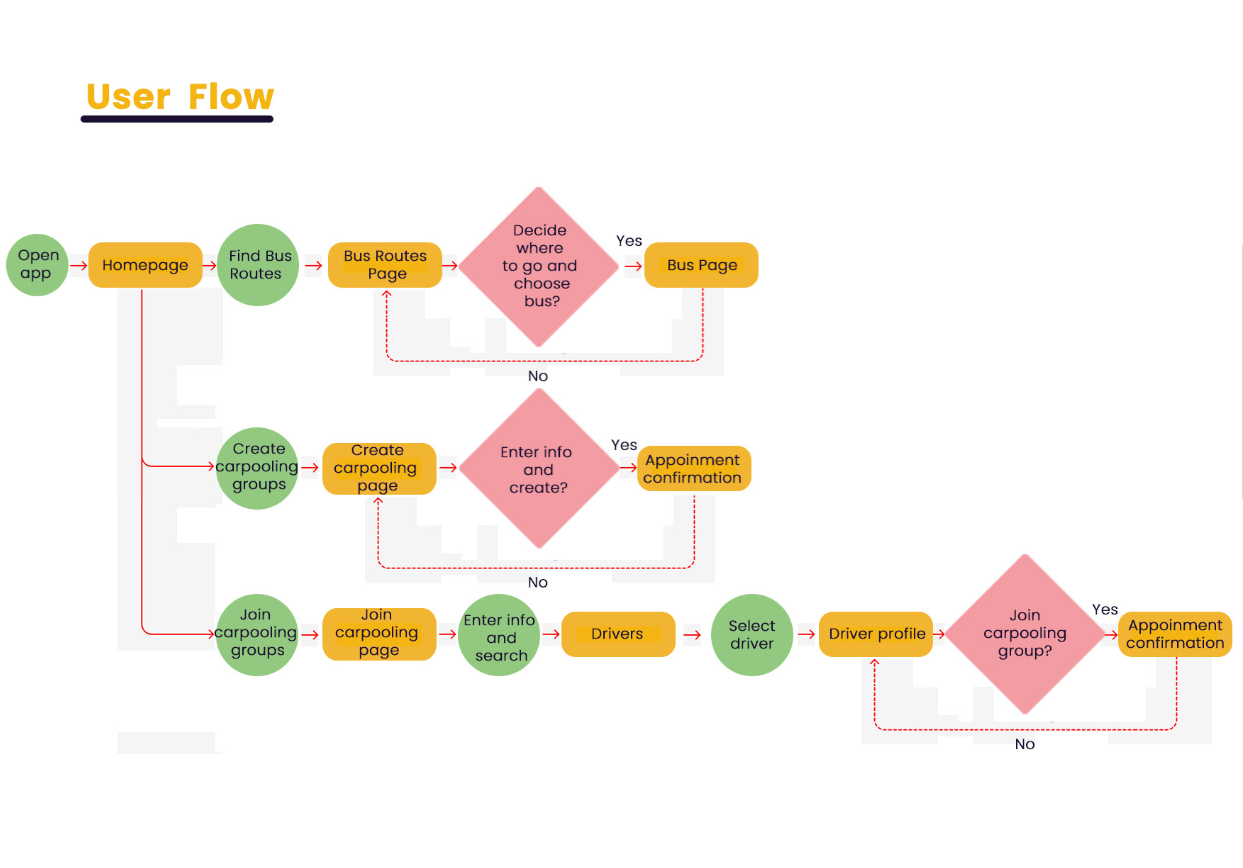 User Flow
Open
app
Homepage
Find Bus
Routes
Bus Routes
Page
Decide
where
to go and
choose
bus?
Yes
Bus Page
No
Create
carpooling
groups
Create
carpooling
page
Enter info
and
create?
Yes
Appoinment
confirmation
No
Join
carpooling
groups
Join
carpooling
page
Enter info
and
search
Drivers
Select
driver
Driver profile
Join
carpooling
group?
Yes
Appoinment
confirmation
No